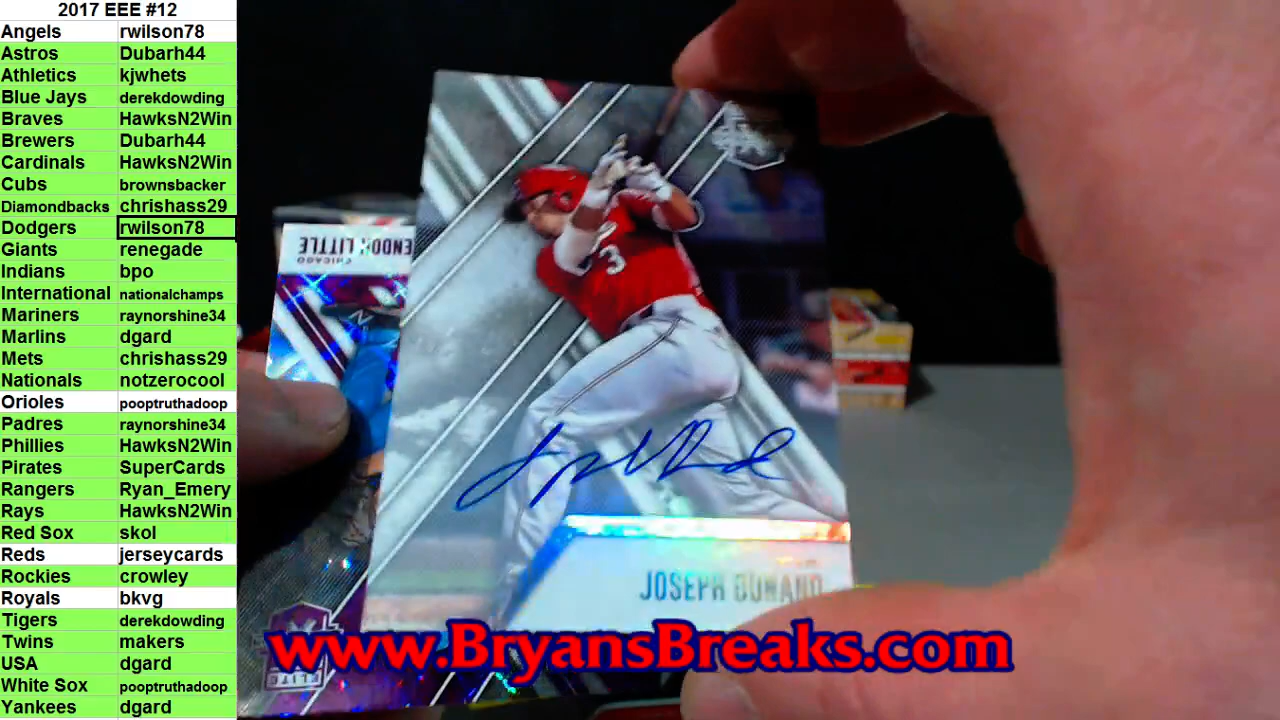 2017 EEE #12
Angels rwilson78
Astros Dubarh44
Athletics kjwhets
Blue Jays derekdowding
Braves HawksN2Win
Brewers Dubarh44
Cardinals HawksN2Win
Cubs brownsbacker
Diamondbacks chrishass29
Dodgers rwilson78
Giants renegade
Indians bpo
International nationalchamps
Mariners raynorshine34
Marlins dgard
Mets chrishass29
Nationals notzerocool
Orioles pooptruthadoop
Padres raynorshine34
Phillies HawksN2Win
Pirates SuperCards
Rangers Ryan_Emery
Rays HawksN2Win
Red Sox skol
Reds jerseycards
Rockies crowley
Royals bkvg
Tigers derekdowding
Twins makers
USA dgard
White Sox pooptruthadoop
Yankees dgard
ENDON LITTLE
CHICAGO
3
JOSEPH DUNAND
ELITE
www.BryansBreaks.com